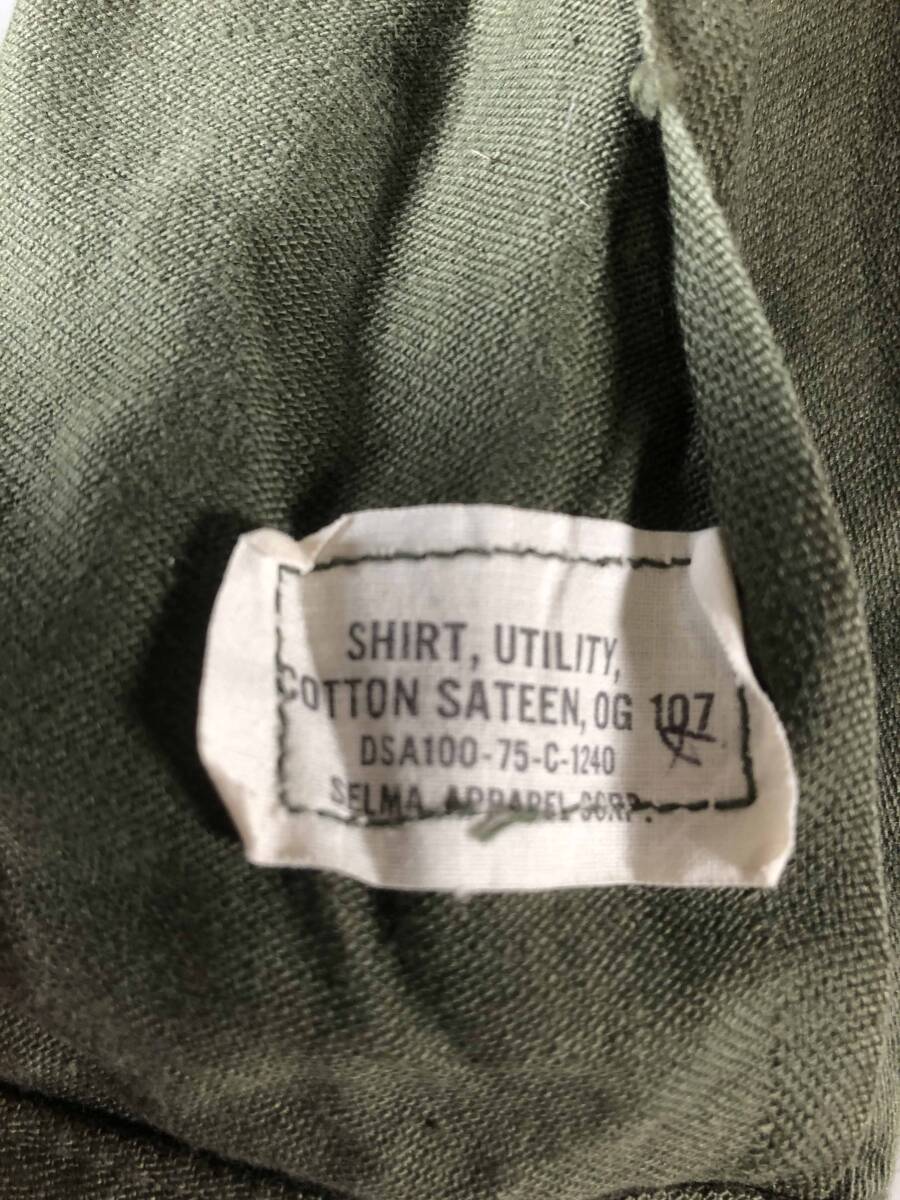 SHIRT, UTILITY,
COTTON SATEEN, OG 107
DSA100-75-C-1240
SELMA APPAREL CORP.